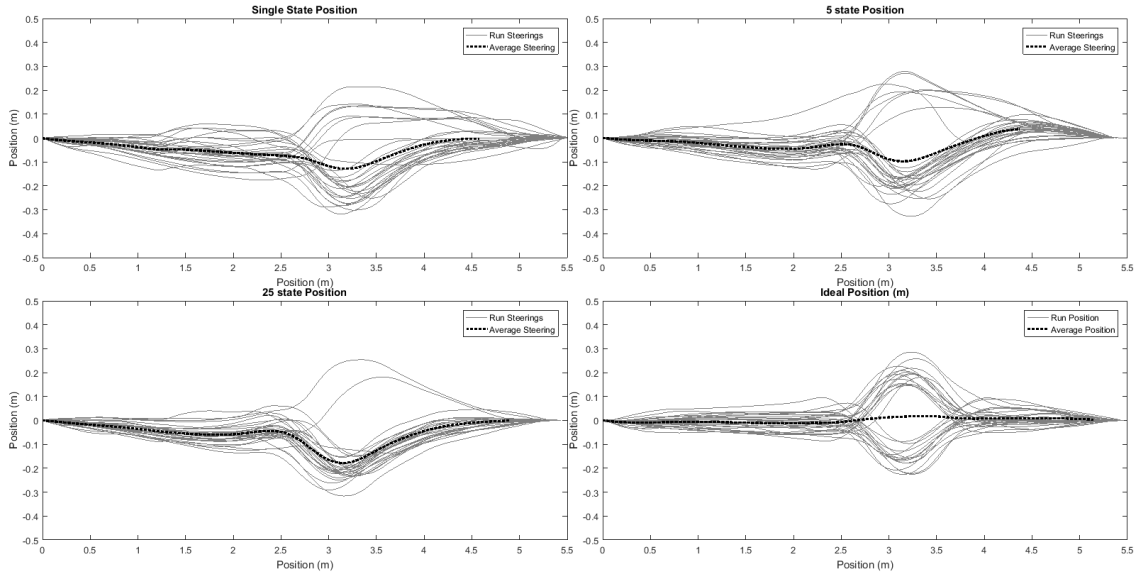 Single State Position
0.5
0.4
0.3
0.2
0.1
0
-0.1
-0.2
-0.3
-0.4
-0.5
Position (m)
Run Steerings
Average Steering
0 0.5 1 1.5 2 2.5 3 3.5 4 4.5 5 5.5
Position (m)
5 state Position
0.5
0.4
0.3
0.2
0.1
0
-0.1
-0.2
-0.3
-0.4
-0.5
Position (m)
Run Steerings
Average Steering
0 0.5 1 1.5 2 2.5 3 3.5 4 4.5 5 5.5
Position (m)
25 state Position
0.5
0.4
0.3
0.2
0.1
0
-0.1
-0.2
-0.3
-0.4
-0.5
Position (m)
Run Steerings
Average Steering
0 0.5 1 1.5 2 2.5 3 3.5 4 4.5 5 5.5
Position (m)
Ideal Position (m)
0.5
0.4
0.3
0.2
0.1
0
-0.1
-0.2
-0.3
-0.4
-0.5
Position (m)
Run Position
Average Position
0 0.5 1 1.5 2 2.5 3 3.5 4 4.5 5 5.5
Position (m)